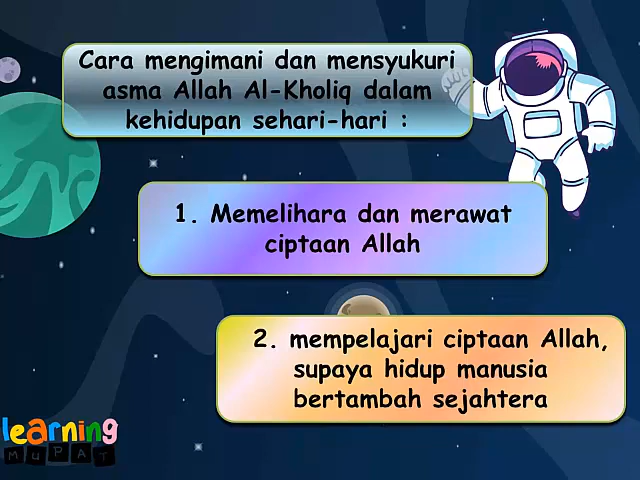 Cara mengimani dan mensyukuri
asma Allah Al-Kholiq dalam
kehidupan sehari-hari :
1. Memelihara dan merawat
ciptaan Allah
2. mempelajari ciptaan Allah,
supaya hidup manusia
bertambah sejahtera
learning
MUPAT